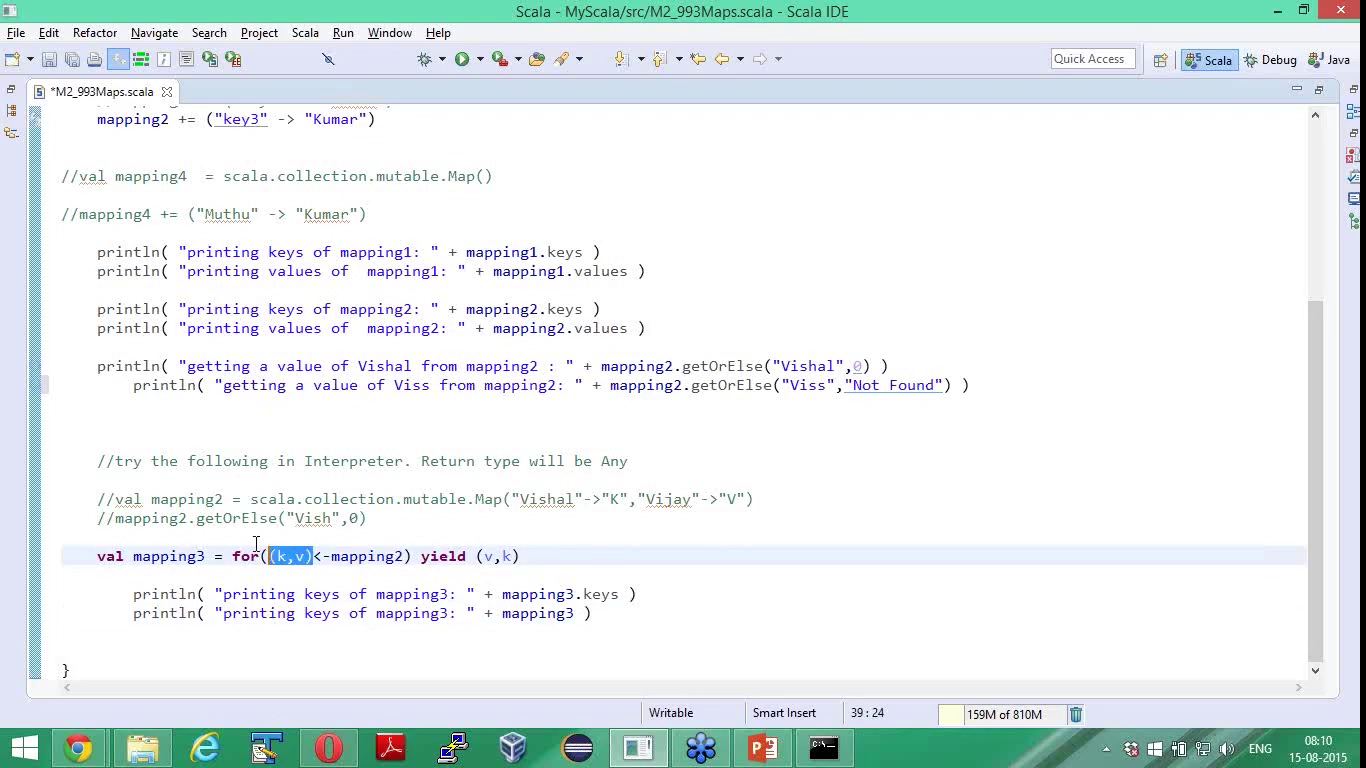 Scala - MyScala/src/M2_993Maps.scala - Scala IDE
File Edit Refactor Navigate Search Project Scala Run Window Help
Quick Access Scala Debug Java
*M2_993Maps.scala
mapping2 += ("key3" -> "Kumar")
//val mapping4  = scala.collection.mutable.Map()
//mapping4 += ("Muthu" -> "Kumar")
println( "printing keys of mapping1: " + mapping1.keys )
println( "printing values of  mapping1: " + mapping1.values )
println( "printing keys of mapping2: " + mapping2.keys )
println( "printing values of  mapping2: " + mapping2.values )
println( "getting a value of Vishal from mapping2 : " + mapping2.getOrElse("Vishal",0) )
println( "getting a value of Viss from mapping2: " + mapping2.getOrElse("Viss","Not Found") )
//try the following in Interpreter. Return type will be Any
//val mapping2 = scala.collection.mutable.Map("Vishal"->"K","Vijay"->"V")
//mapping2.getOrElse("Vish",0)
val mapping3 = for((k,v)<-mapping2) yield (v,k)
println( "printing keys of mapping3: " + mapping3.keys )
println( "printing keys of mapping3: " + mapping3 )
}
Writable Smart Insert 39 : 24 159M of 810M
ENG 08:10
15-08-2015